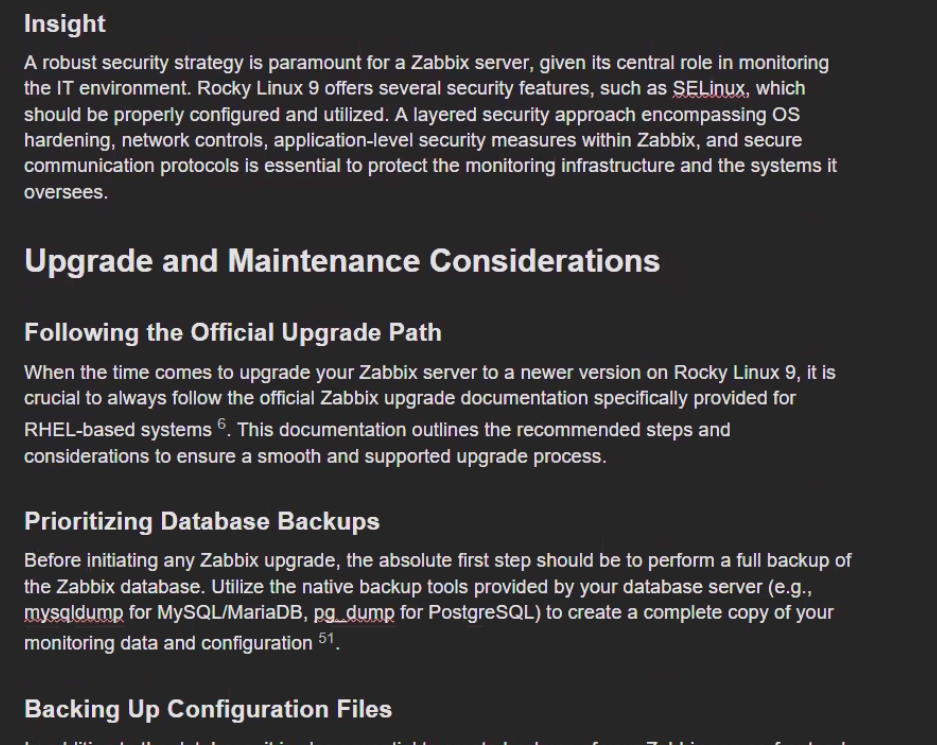 Insight
A robust security strategy is paramount for a Zabbix server, given its central role in monitoring
the IT environment. Rocky Linux 9 offers several security features, such as SELinux, which
should be properly configured and utilized. A layered security approach encompassing OS
hardening, network controls, application-level security measures within Zabbix, and secure
communication protocols is essential to protect the monitoring infrastructure and the systems it
oversees.
Upgrade and Maintenance Considerations
Following the Official Upgrade Path
When the time comes to upgrade your Zabbix server to a newer version on Rocky Linux 9, it is
crucial to always follow the official Zabbix upgrade documentation specifically provided for
RHEL-based systems 6. This documentation outlines the recommended steps and
considerations to ensure a smooth and supported upgrade process.
Prioritizing Database Backups
Before initiating any Zabbix upgrade, the absolute first step should be to perform a full backup of
the Zabbix database. Utilize the native backup tools provided by your database server (e.g.,
mysqldump for MySQL/MariaDB, pg_dump for PostgreSQL) to create a complete copy of your
monitoring data and configuration 51.
Backing Up Configuration Files